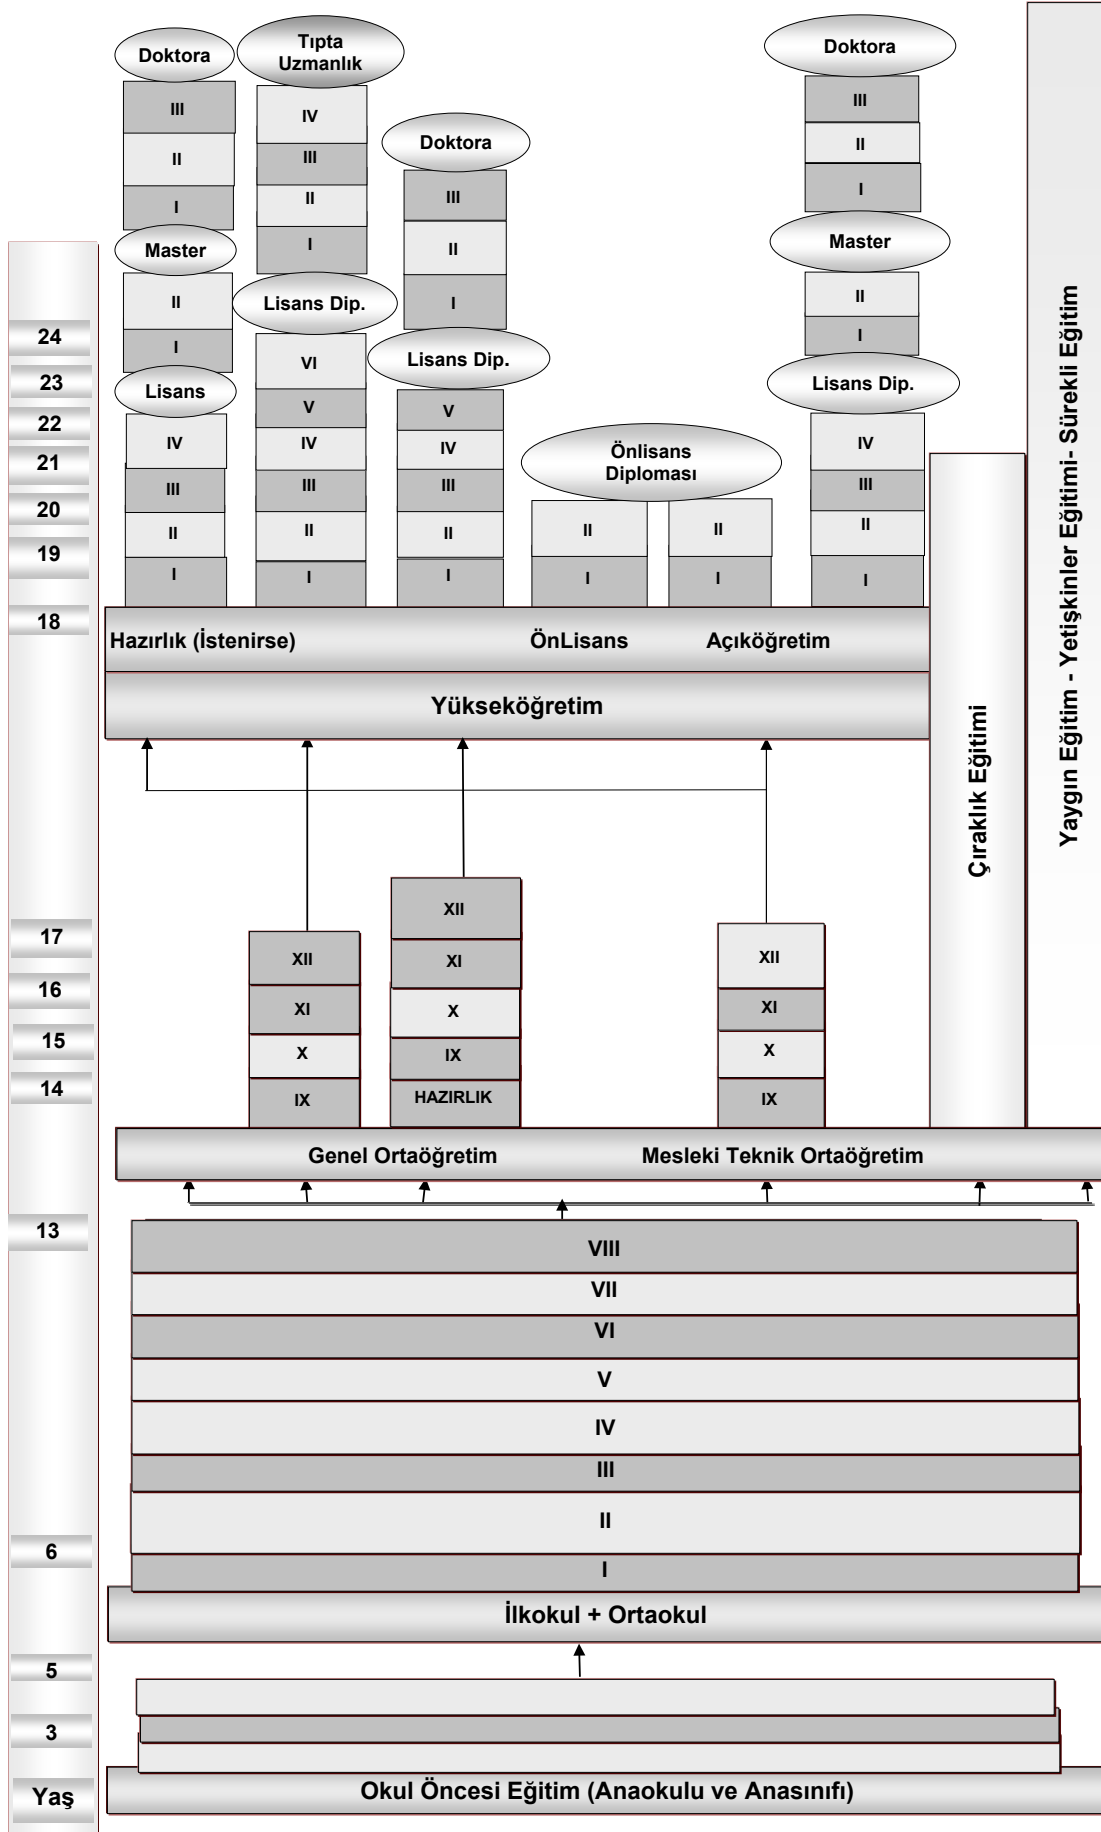 Doktora
III
II
I
Master
II
I
Lisans
IV
III
II
I
Tıpta
Uzmanlık
IV
III
II
I
Lisans Dip.
VI
V
IV
III
II
I
Doktora
III
II
I
Lisans Dip.
V
IV
III
II
I
Önlisans
Diploması
II
I
II
I
Doktora
III
II
I
Master
II
I
Lisans Dip.
IV
III
II
I
Hazırlık (İstenirse)
ÖnLisans
Açıköğretim
Yükseköğretim
XII
XI
X
IX
XII
XI
X
IX
HAZIRLIK
XII
XI
X
IX
Genel Ortaöğretim
Mesleki Teknik Ortaöğretim
Çıraklık Eğitimi
Yaygın Eğitim - Yetişkinler Eğitimi- Sürekli Eğitim
VIII
VII
VI
V
IV
III
II
I
İlkokul + Ortaokul
Okul Öncesi Eğitim (Anaokulu ve Anasınıfı)
24
23
22
21
20
19
18
17
16
15
14
13
6
5
3
Yaş